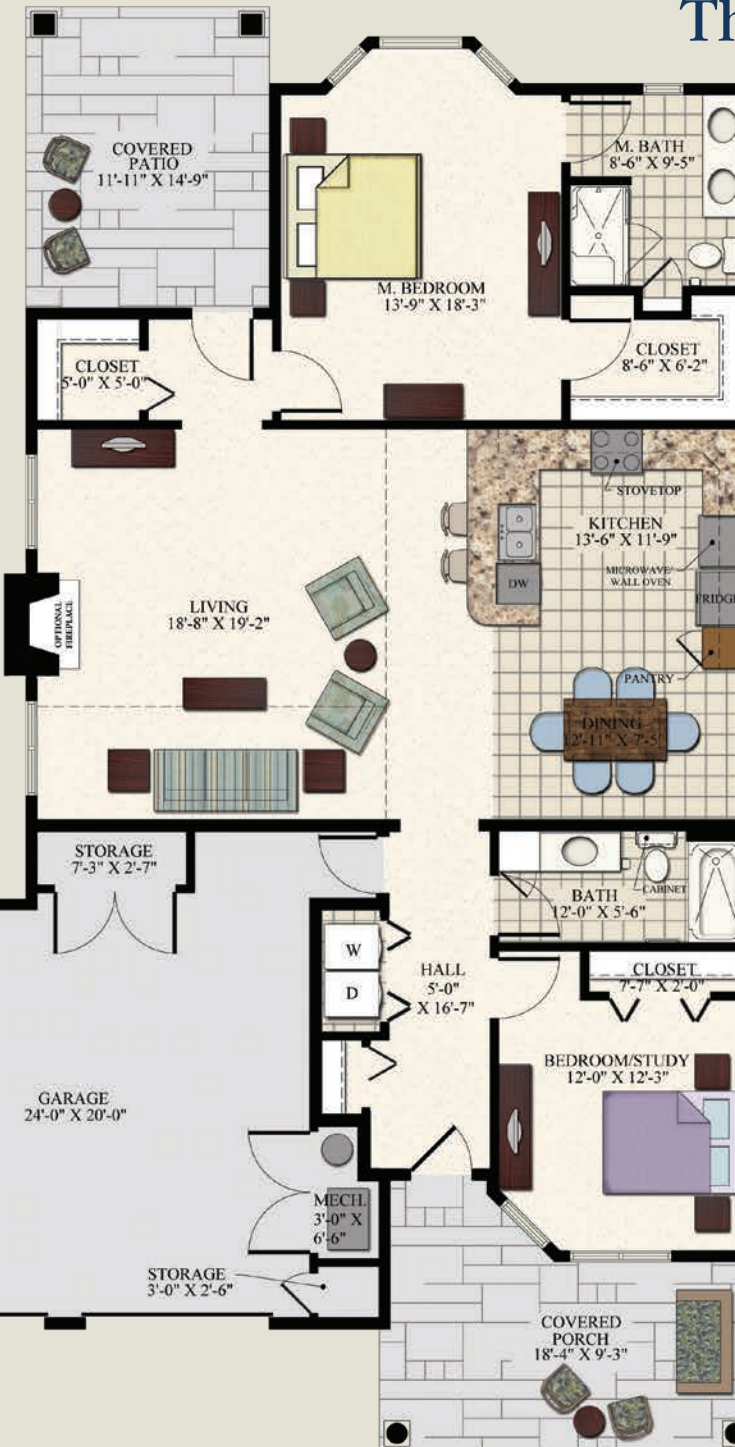 Th
COVERED
PATIO
11'-11" X 14'-9"
M. BATH
8'-6" X 9'-5"
M. BEDROOM
13'-9" X 18'-3"
CLOSET
5'-0" X 5'-0"
CLOSET
8'-6" X 6'-2"
STOVETOP
KITCHEN
13'-6" X 11'-9"
MICROWAVE/
WALL OVEN
DW
FRIDGE
OPTIONAL
FIREPLACE
LIVING
18'-8" X 19'-2"
PANTRY
DINING
12'-11" X 7'-5"
STORAGE
7'-3" X 2'-7"
CABINET
BATH
12'-0" X 5'-6"
W
D
HALL
5'-0"
X 16'-7"
CLOSET
7'-7" X 2'-0"
BEDROOM/STUDY
12'-0" X 12'-3"
GARAGE
24'-0" X 20'-0"
MECH.
3'-0" X
6'-6"
STORAGE
3'-0" X 2'-6"
COVERED
PORCH
18'-4" X 9'-3"